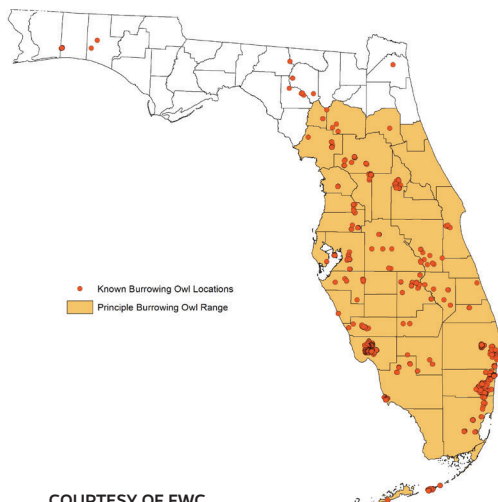 Known Burrowing Owl Locations
Principle Burrowing Owl Range
COURTESY OF FWC